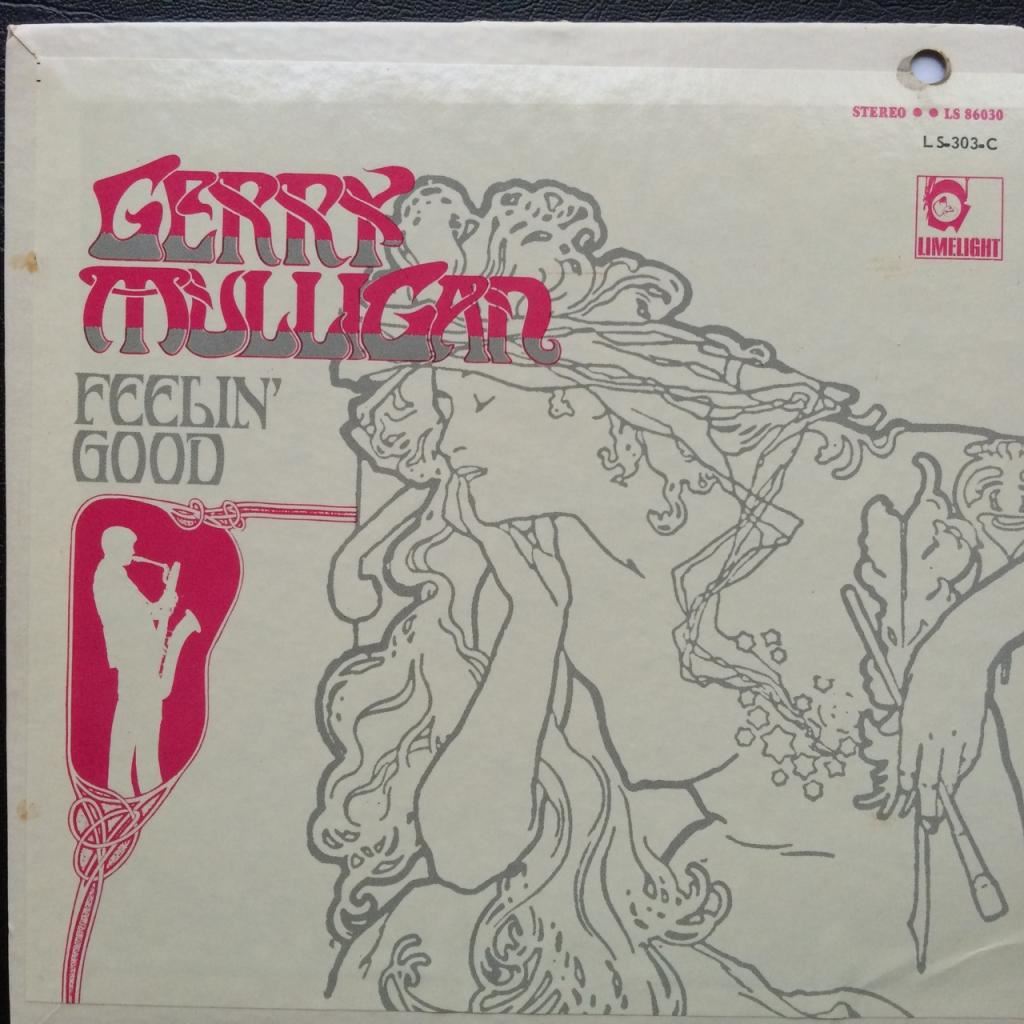 STEREO ● ● LS 86030
LS-303-C
LIMELIGHT
GERRY
MULLIGAN
FEELIN'
GOOD